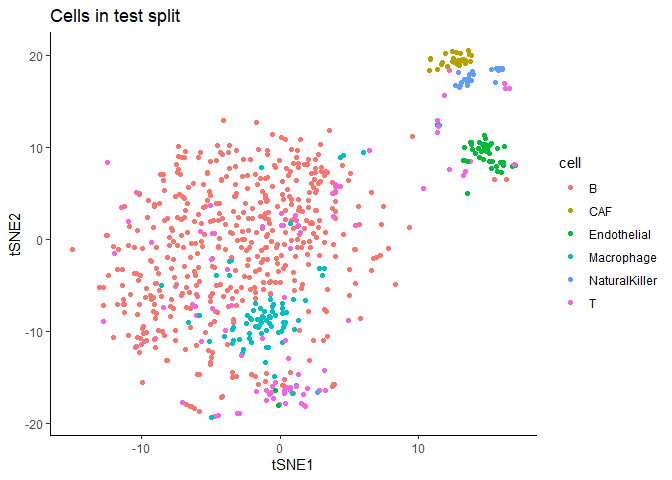 Cells in test split
20
10
0
-10
-20
tSNE2
-10
0
10
tSNE1
cell
B
CAF
Endothelial
Macrophage
NaturalKiller
T